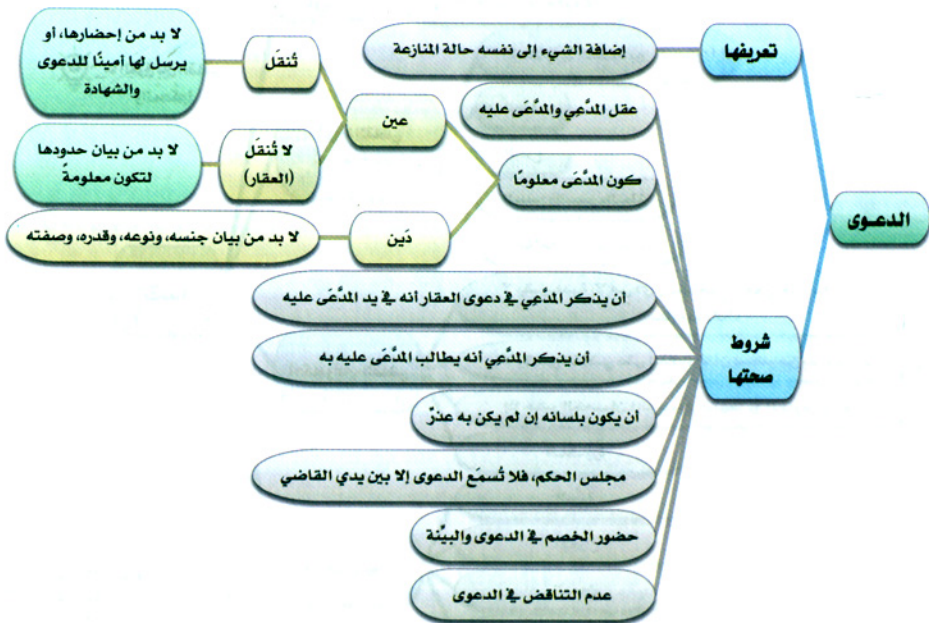 الدعوى
تعريفها
إضافة الشيء إلى نفسه حالة المنازعة
شروط
صحتها
عقل المدَّعِي والمدَّعَى عليه
كون المدَّعَى معلومًا
عين
تُنقَل
لا بد من إحضارها، أو
يرسَل لها أمينًا للدعوى
والشهادة
لا تُنقَل
(العقار)
لا بد من بيان حدودها
لتكون معلومةً
دَين
لا بد من بيان جنسه، ونوعه، وقدره، وصفته
أن يذكر المدَّعِي في دعوى العقار أنه في يد المدَّعَى عليه
أن يذكر المدَّعِي أنه يطالب المدَّعَى عليه به
أن يكون بلسانه إن لم يكن به عذرٌ
مجلس الحكم، فلا تُسمَع الدعوى إلا بين يدي القاضي
حضور الخصم في الدعوى والبيِّنة
عدم التناقض في الدعوى